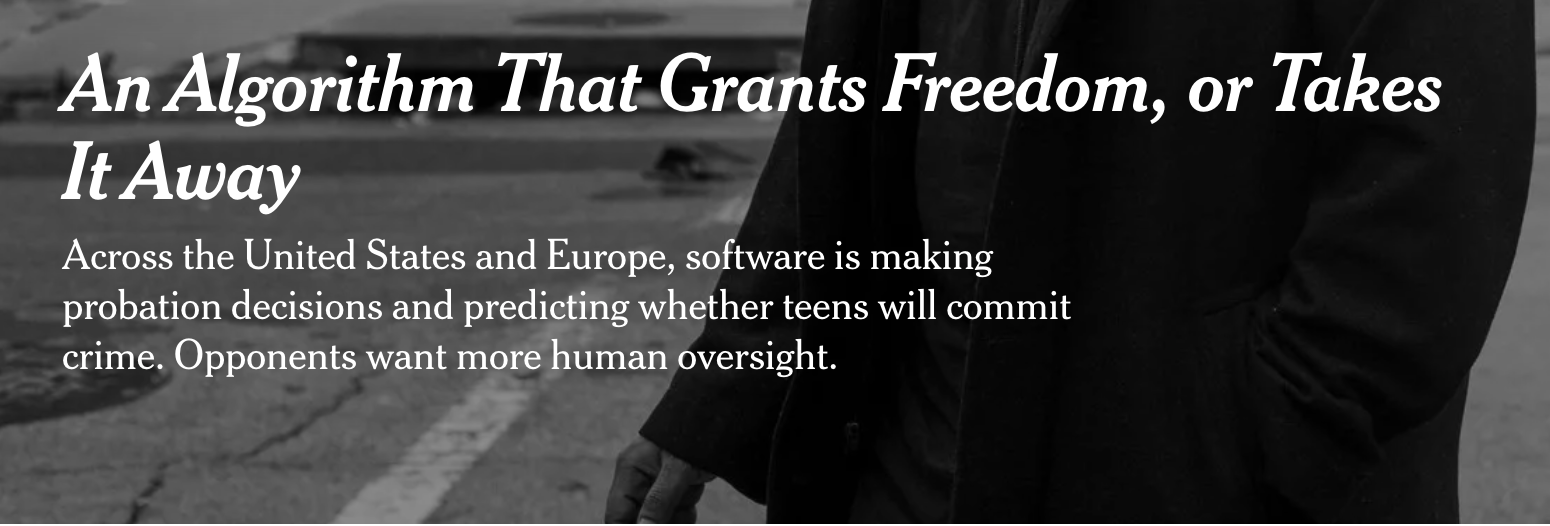 An Algorithm That Grants Freedom, or Takes
It Away
Across the United States and Europe, software is making
probation decisions and predicting whether teens will commit
crime. Opponents want more human oversight.